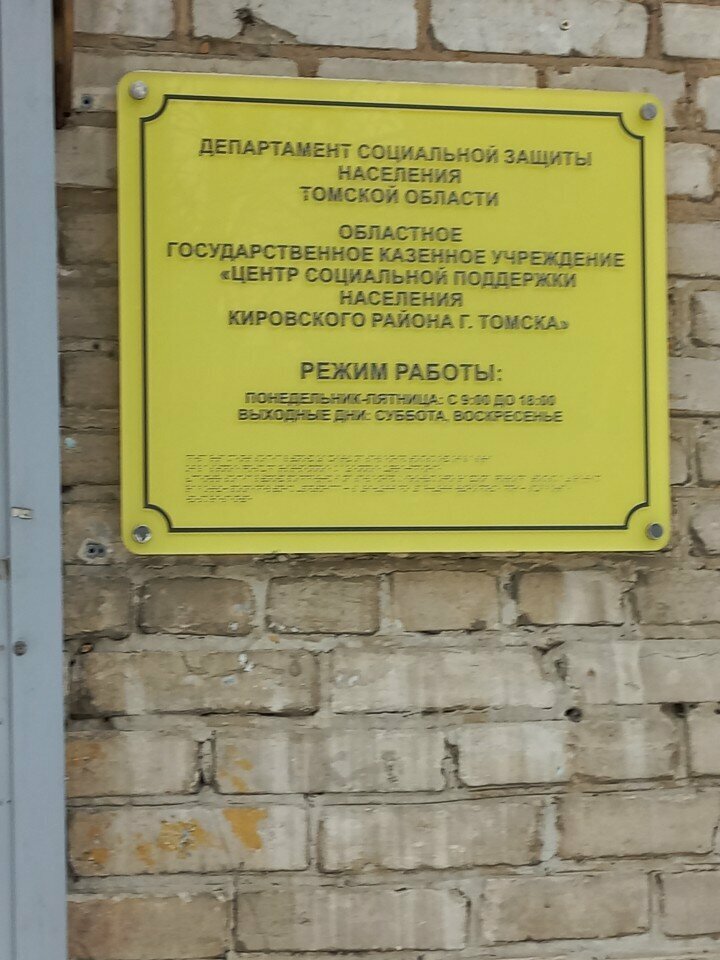 ДЕПАРТАМЕНТ СОЦИАЛЬНОЙ ЗАЩИТЫ
НАСЕЛЕНИЯ
ТОМСКОЙ ОБЛАСТИ
ОБЛАСТНОЕ
ГОСУДАРСТВЕННОЕ КАЗЕННОЕ УЧРЕЖДЕНИЕ
«ЦЕНТР СОЦИАЛЬНОЙ ПОДДЕРЖКИ
НАСЕЛЕНИЯ
КИРОВСКОГО РАЙОНА Г. ТОМСКА»
РЕЖИМ РАБОТЫ:
ПОНЕДЕЛЬНИК-ПЯТНИЦА: С 9:00 ДО 18:00
ВЫХОДНЫЕ ДНИ: СУББОТА, ВОСКРЕСЕНЬЕ